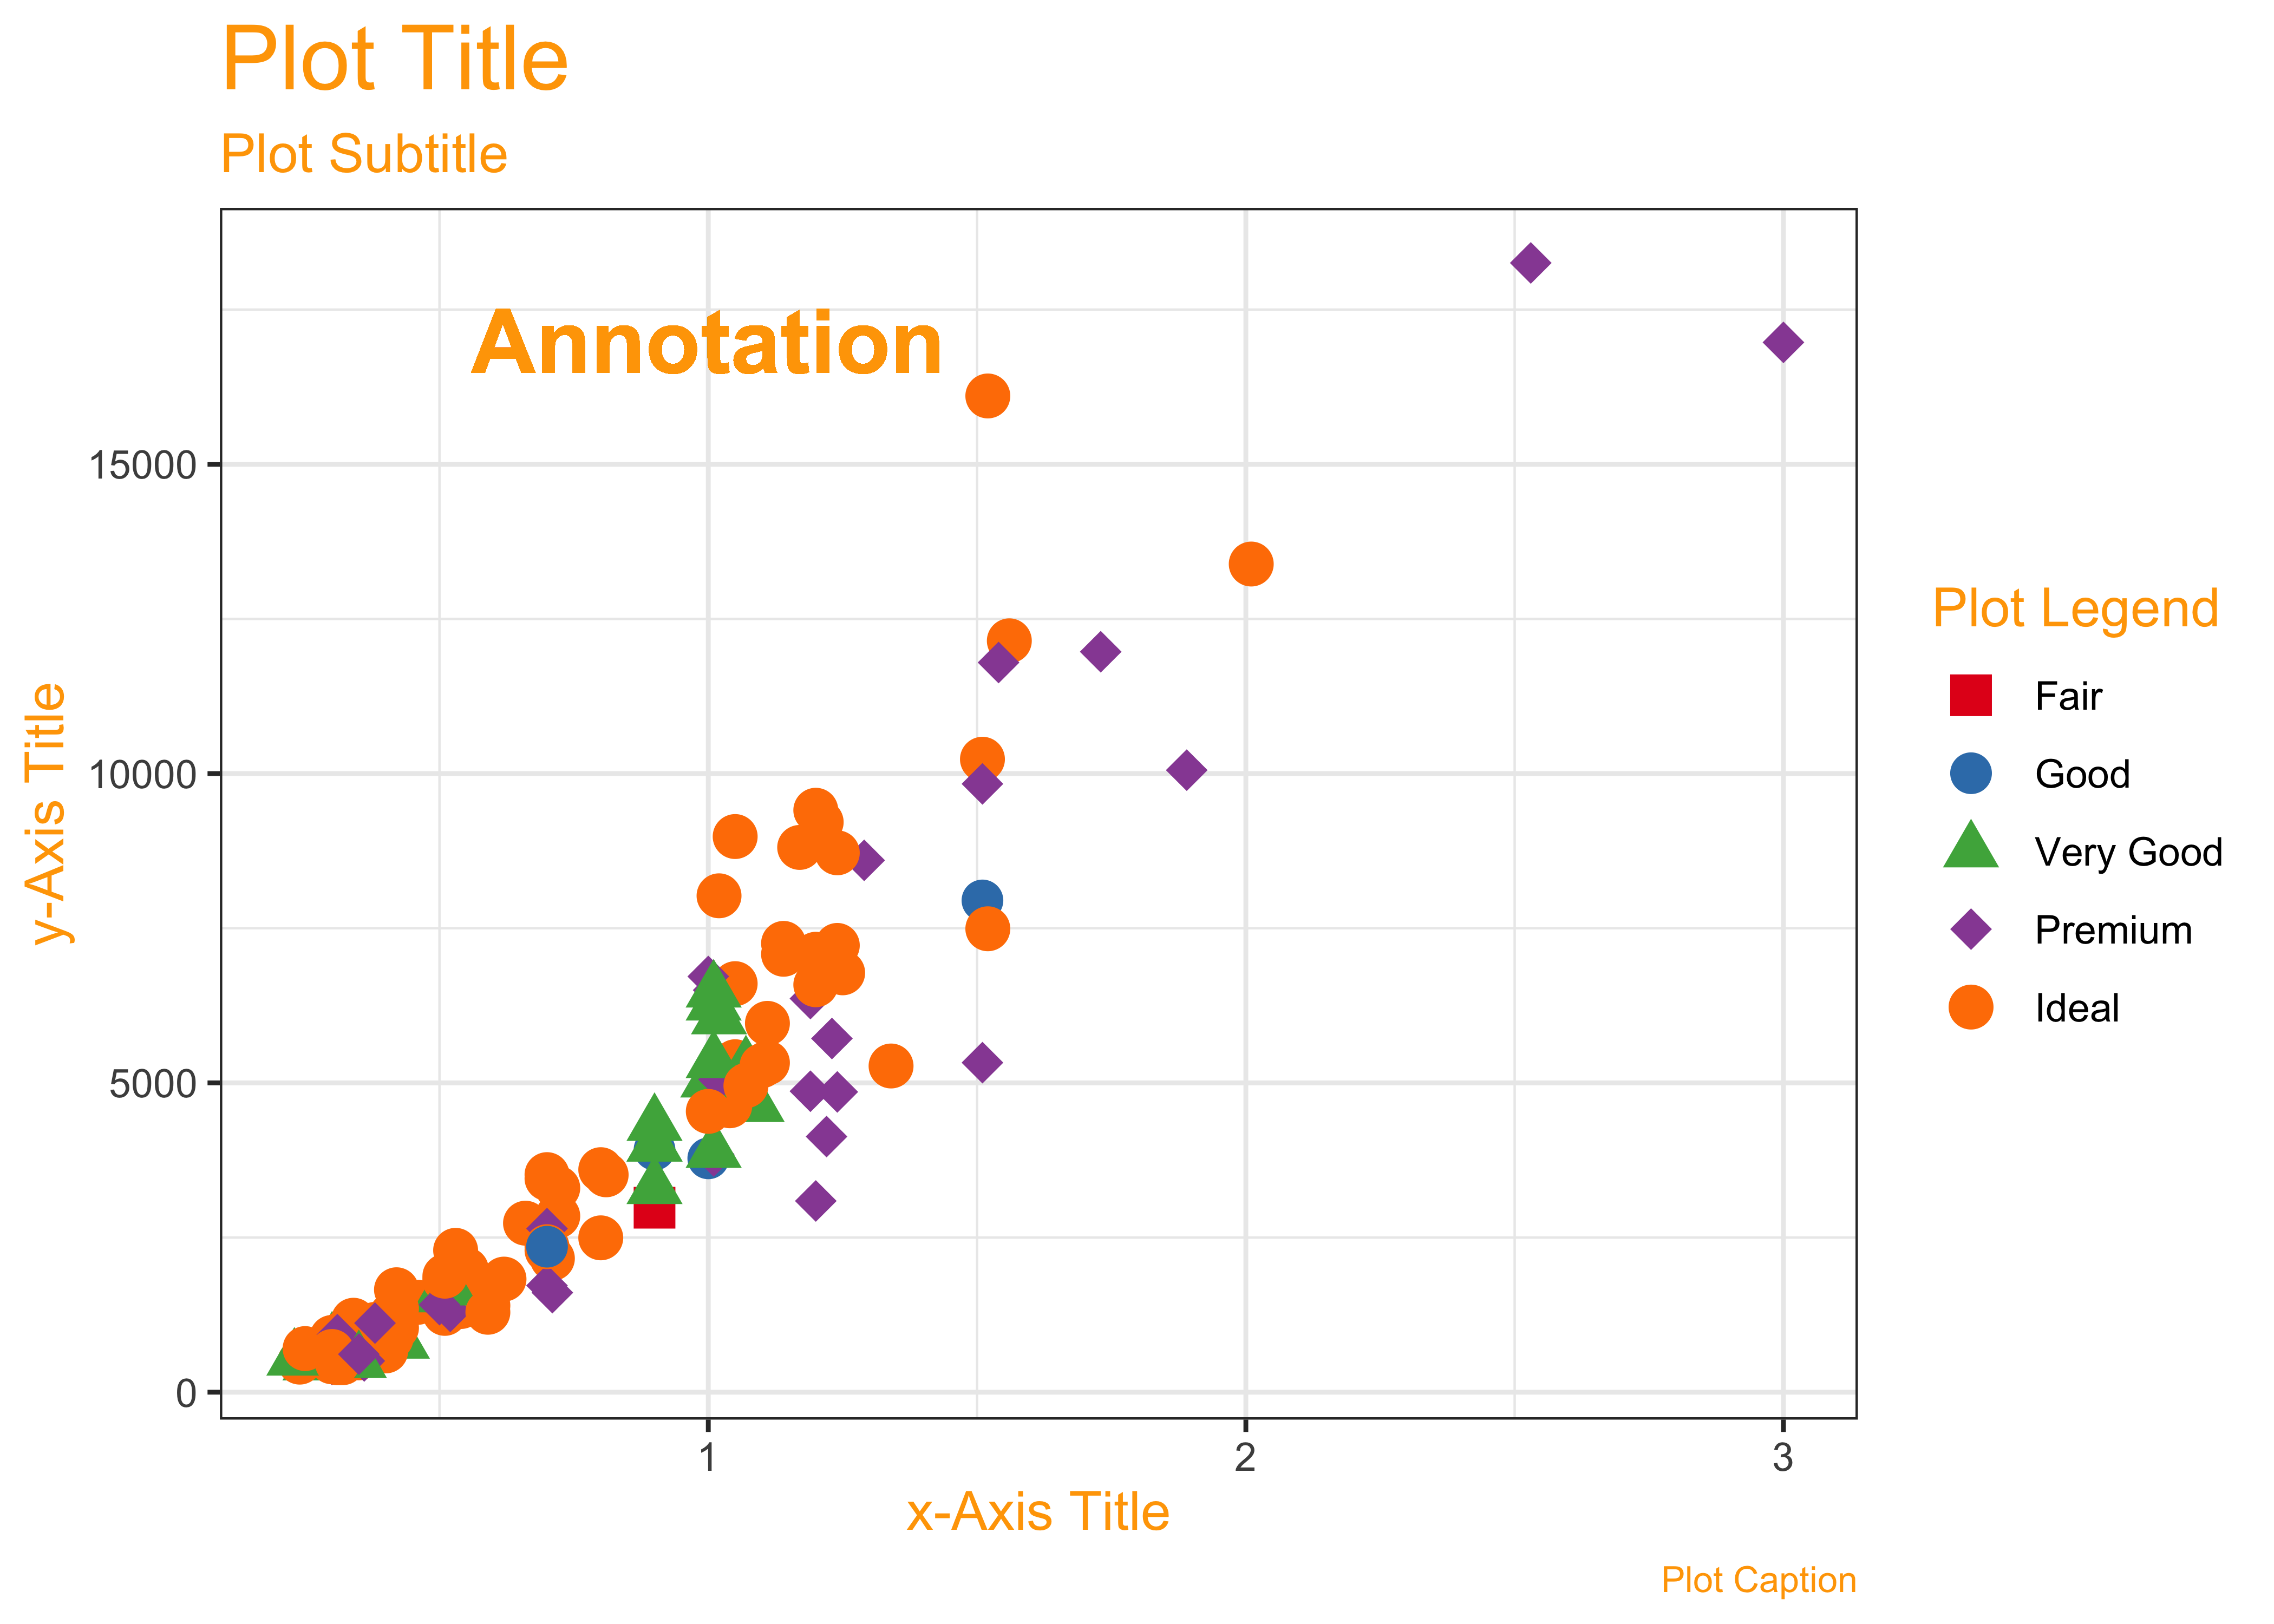 Plot Title
Plot Subtitle
Annotation
15000
10000
5000
0
y-Axis Title
1
2
3
x-Axis Title
Plot Legend
Fair
Good
Very Good
Premium
Ideal
Plot Caption